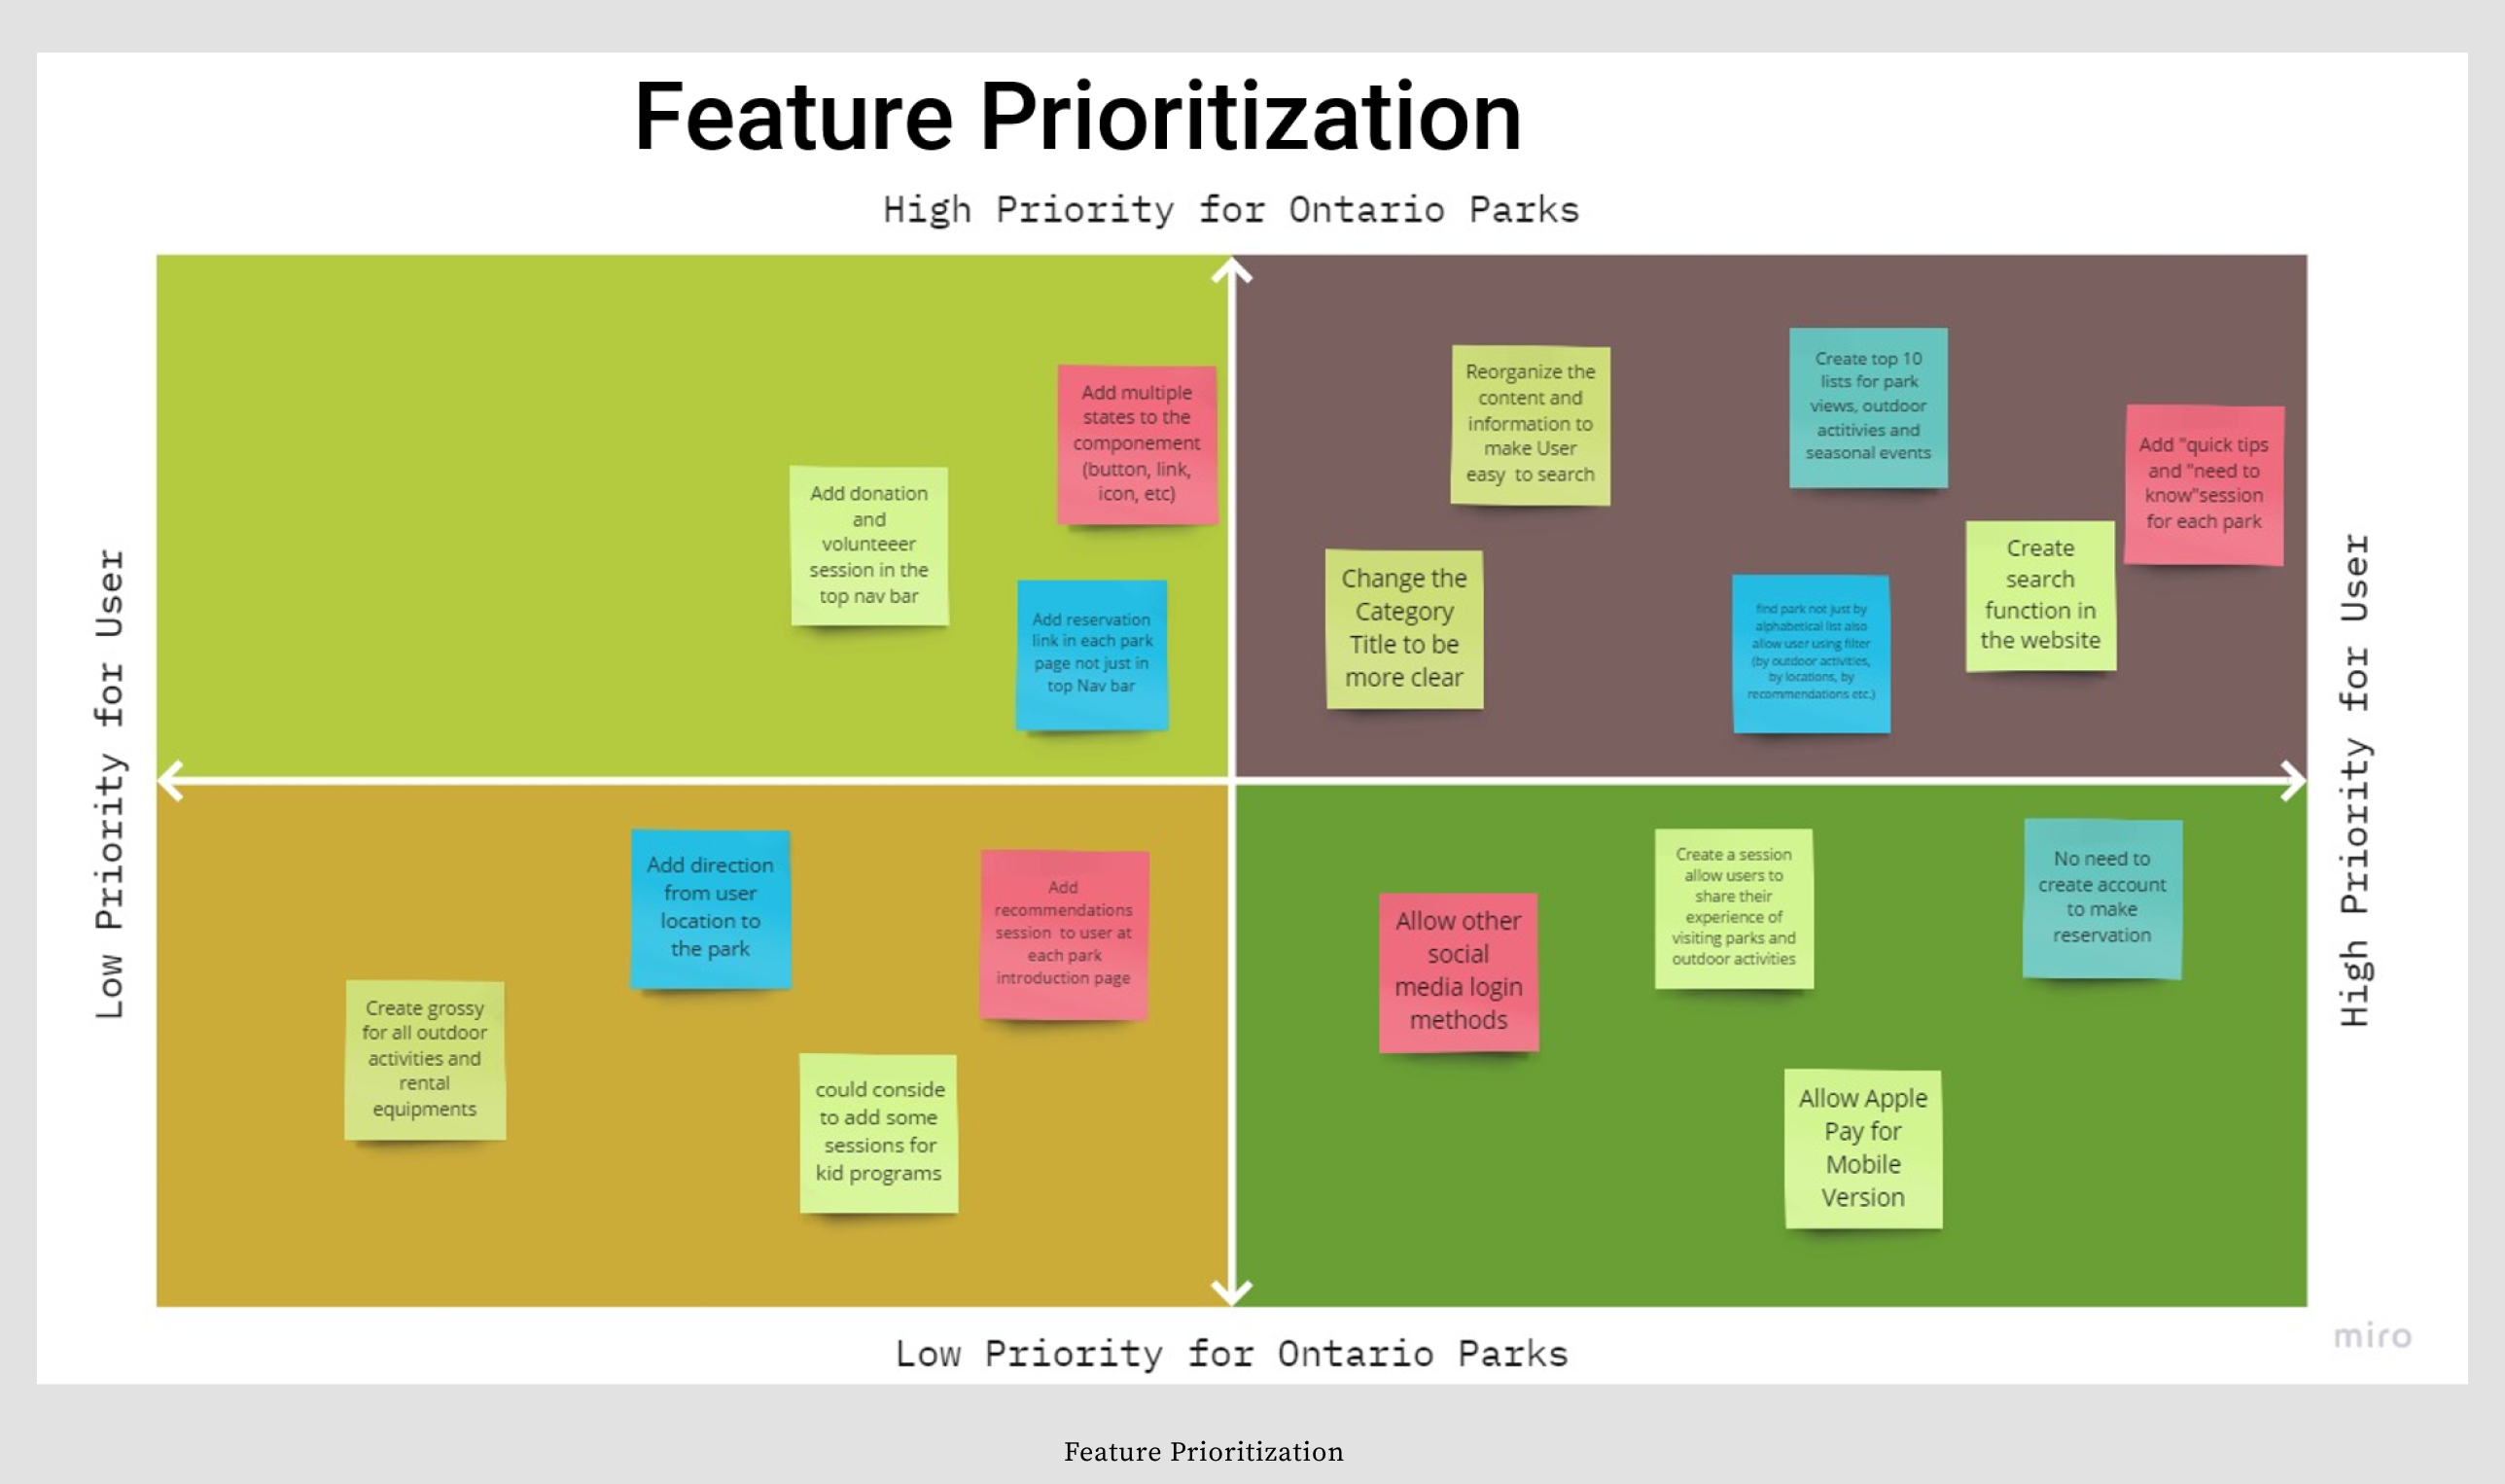 Feature Prioritization
High Priority for Ontario Parks
Low Priority for User
High Priority for User
Add multiple
states to the
componement
(button, link,
icon, etc)
Add donation
and
volunteeer
session in the
top nav bar
Add reservation
link in each park
page not just in
top Nav bar
Reorganize the
content and
information to
make User
easy to search
Create top 10
lists for park
views, outdoor
actitivies and
seasonal events
Add "quick tips
and "need to
know"session
for each park
Change the
Category
Title to be
more clear
find park not just by
alphabetical list also
allow user using filter
(by outdoor activities,
by locations, by
recommendations etc.)
Create
search
function in
the website
Add direction
from user
location to
the park
Add
recommendations
session to user at
each park
introduction page
Create grossy
for all outdoor
activities and
rental
equipments
could conside
to add some
sessions for
kid programs
Allow other
social
media login
methods
Create a session
allow users to
share their
experience of
visiting parks and
outdoor activities
No need to
create account
to make
reservation
Allow Apple
Pay for
Mobile
Version
Low Priority for Ontario Parks
miro
Feature Prioritization